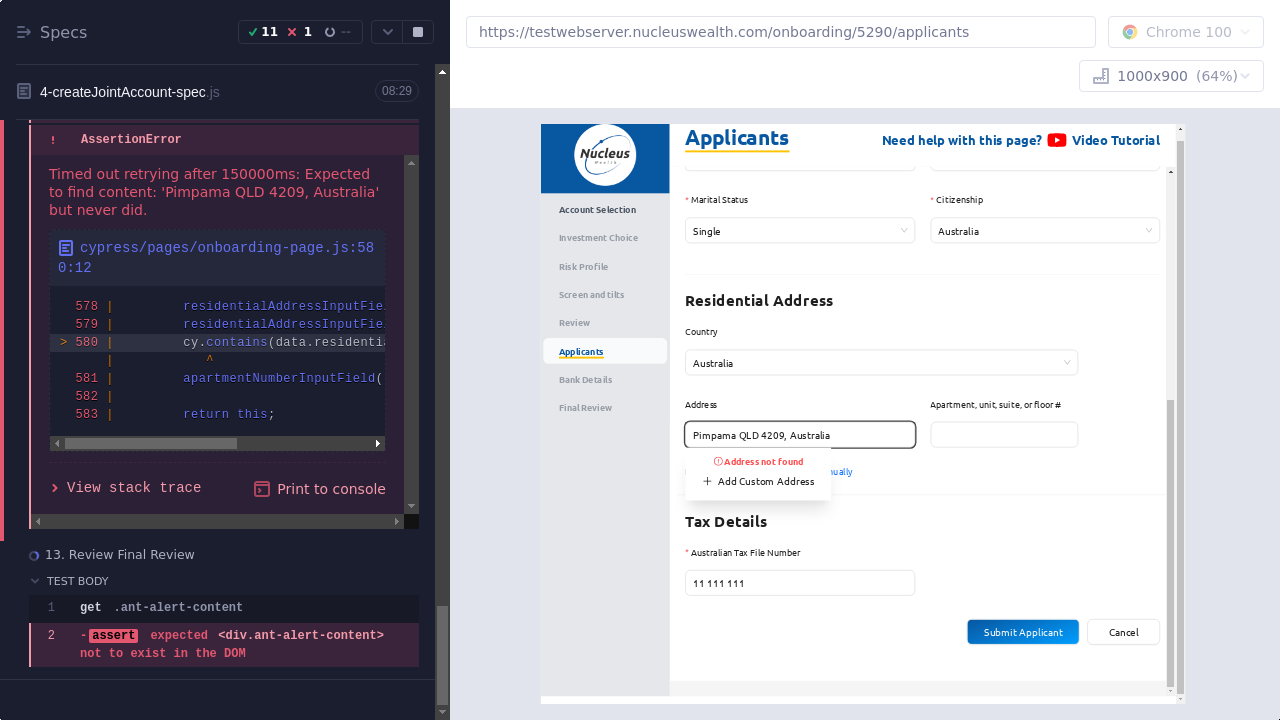 Specs
11
1
--
4-createJointAccount-spec.js
08:29
! AssertionError
Timed out retrying after 150000ms: Expected
to find content: 'Pimpama QLD 4209, Australia'
but never did.
cypress/pages/onboarding-page.js:58
0:12
578 | residentialAddressInputFie
579 | residentialAddressInputFie
> 580 | cy.contains(data.residentia
| ^
581 | apartmentNumberInputField(
582 |
583 | return this;
View stack trace
Print to console
13. Review Final Review
TEST BODY
1 get .ant-alert-content
2 -assert expected <div.ant-alert-content>
not to exist in the DOM
https://testwebserver.nucleuswealth.com/onboarding/5290/applicants
Chrome 100
1000x900 (64%)
Nucleus
Wealth
Account Selection
Investment Choice
Risk Profile
Screen and tilts
Review
Applicants
Bank Details
Final Review
Applicants
Need help with this page?
Video Tutorial
* Marital Status
* Citizenship
Single
Australia
Residential Address
Country
Australia
Address
Apartment, unit, suite, or floor #
Pimpama QLD 4209, Australia
Address not found
nually
+ Add Custom Address
Tax Details
* Australian Tax File Number
11 111 111
Submit Applicant
Cancel